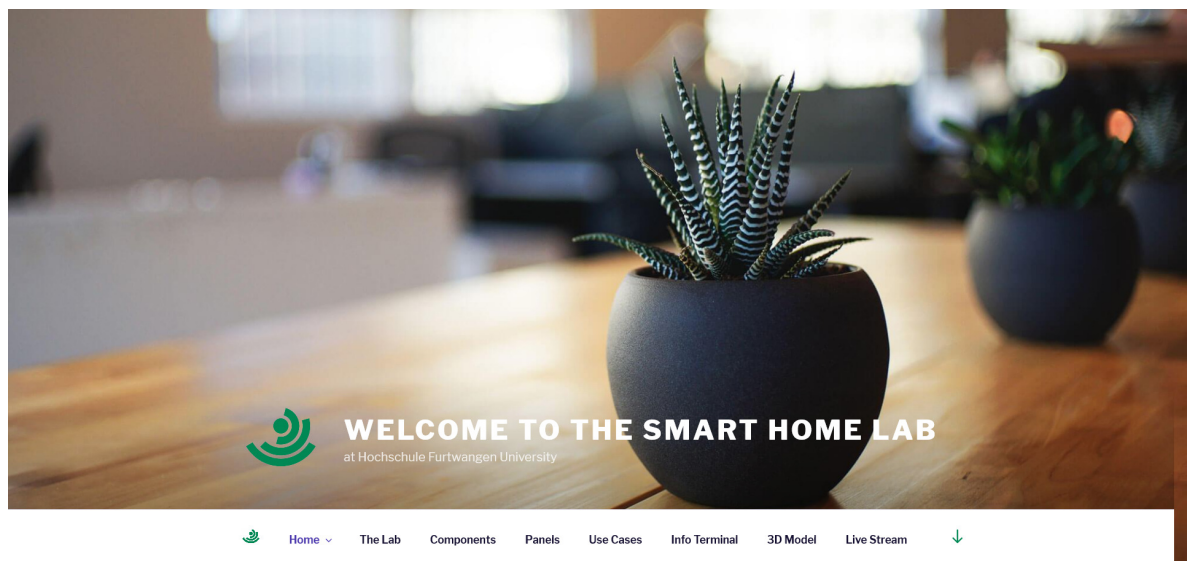 WELCOME TO THE SMART HOME LAB
at Hochschule Furtwangen University
Home The Lab Components Panels Use Cases Info Terminal 3D Model Live Stream